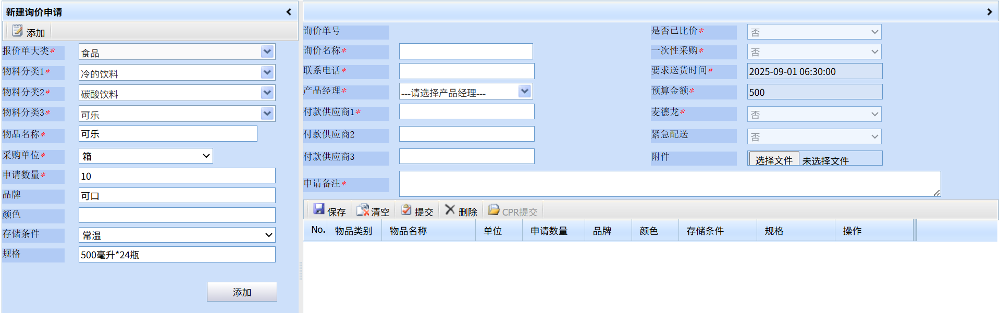 新建询价申请
添加
报价单大类* 食品
物料分类1* 冷的饮料
物料分类2* 碳酸饮料
物料分类3* 可乐
物品名称* 可乐
采购单位* 箱
申请数量* 10
品牌 可口
颜色
存储条件 常温
规格 500毫升*24瓶
添加
询价单号 是否已比价* 否
询价名称* 一次性采购* 否
联系电话* 要求送货时间* 2025-09-01 06:30:00
产品经理* ---请选择产品经理--- 预算金额* 500
付款供应商1* 麦德龙* 否
付款供应商2 紧急配送 否
付款供应商3 附件 选择文件 未选择文件
申请备注*
保存 清空 提交 删除 CPR提交
No. 物品类别 物品名称 单位 申请数量 品牌 颜色 存储条件 规格 操作